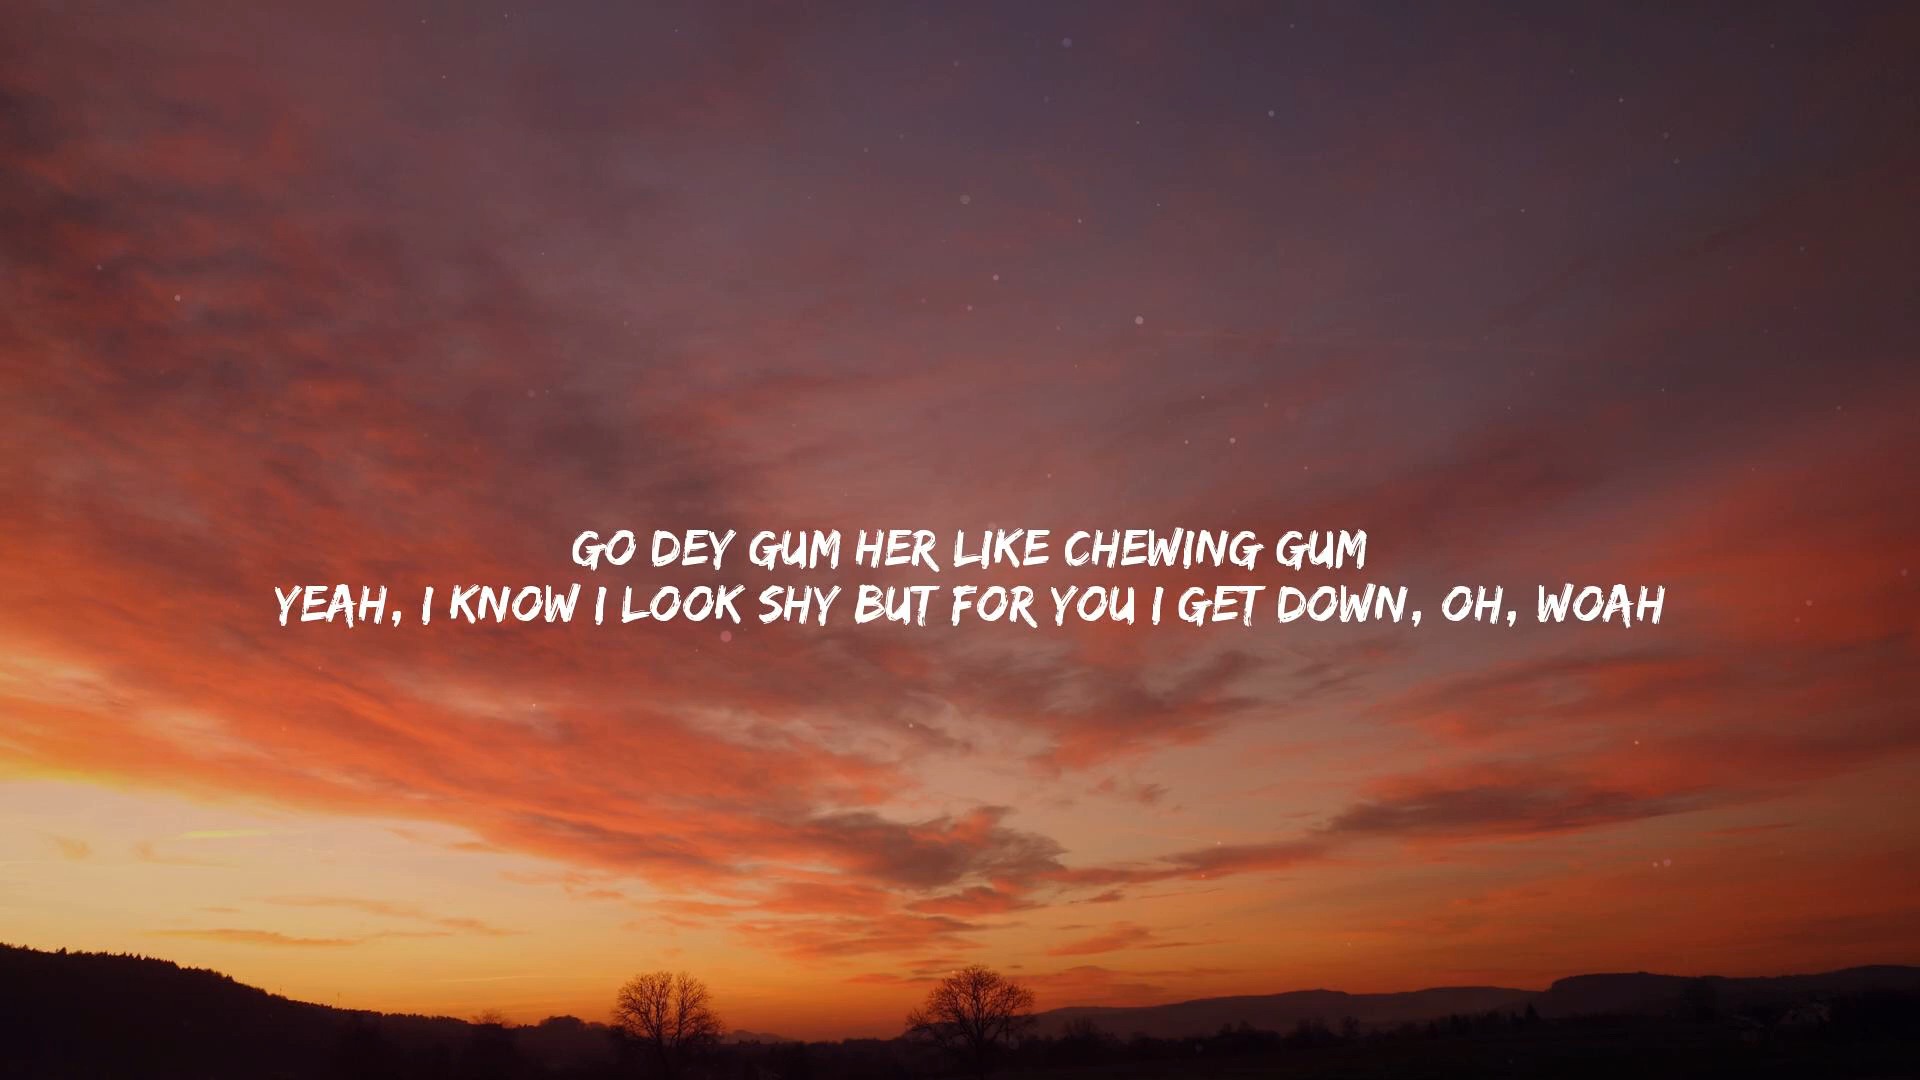 GO DEY GUM HER LIKE CHEWING GUM
YEAH, I KNOW I LOOK SHY BUT FOR YOU I GET DOWN, OH, WOAH